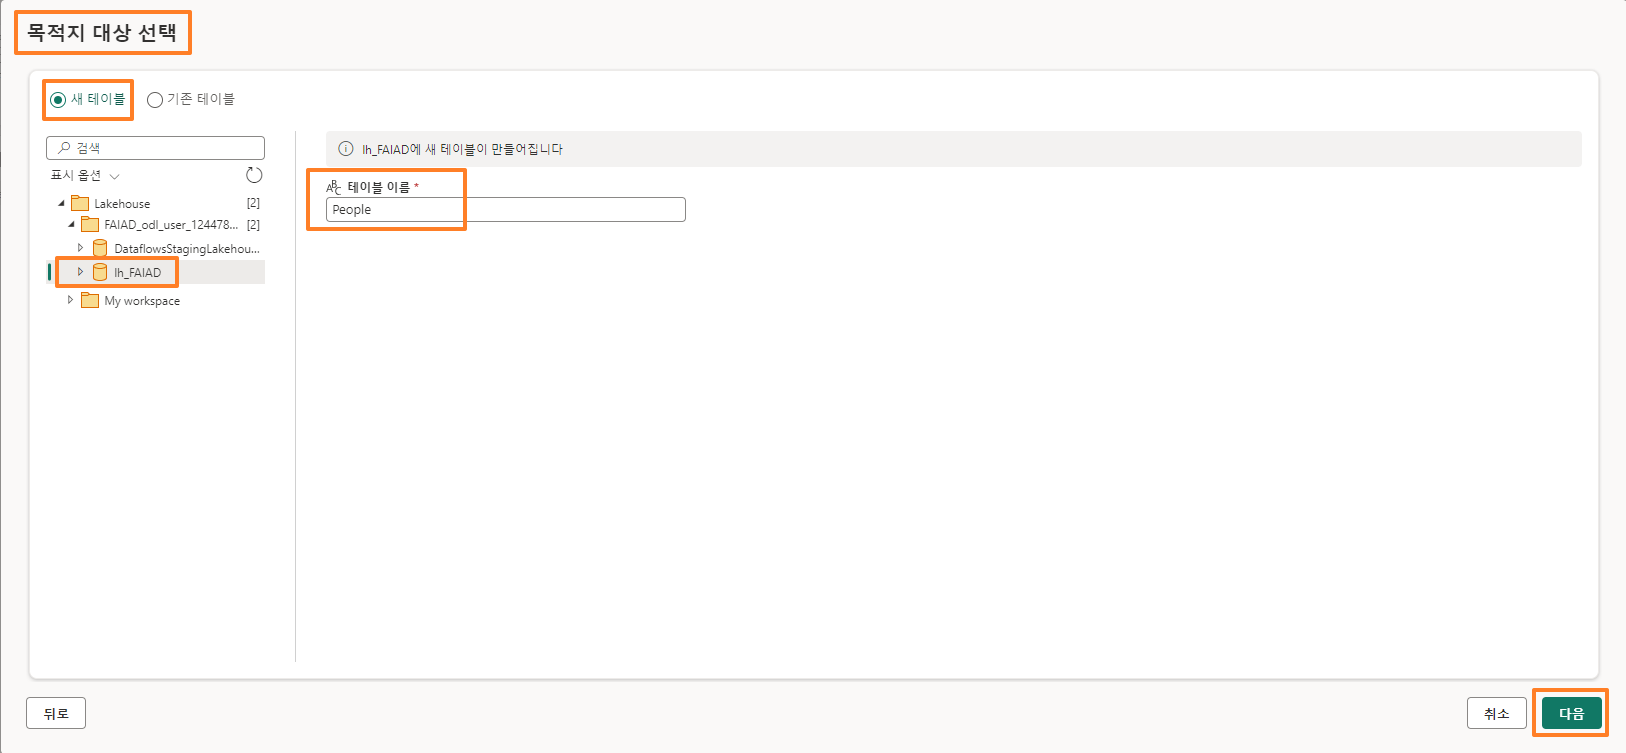 목적지 대상 선택
새 테이블 기존 테이블
검색
표시 옵션
Lakehouse [2]
FAIAD_odl_user_124478... [2]
DataflowsStagingLakehou...
lh_FAIAD
My workspace
lh_FAIAD에 새 테이블이 만들어집니다
ABC 테이블 이름 *
People
뒤로
취소
다음